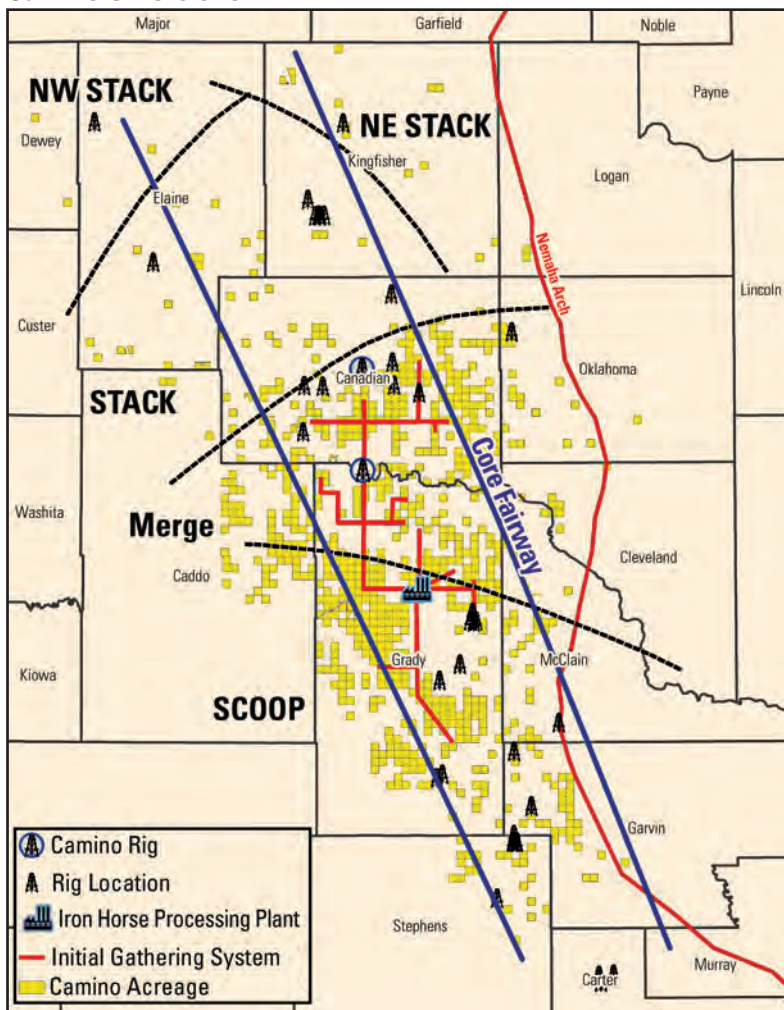 Major
Garfield
Noble
NW STACK
Payne
NE STACK
Dewey
Kingfisher
Logan
Elaine
Nemaha Arch
Lincoln
Custer
Oklahoma
Canadian
STACK
Core Fairway
Washita
Merge
Cleveland
Caddo
Kiowa
Grady
McClain
SCOOP
Garvin
Camino Rig
Rig Location
Iron Horse Processing Plant
Initial Gathering System
Camino Acreage
Stephens
Carter
Murray